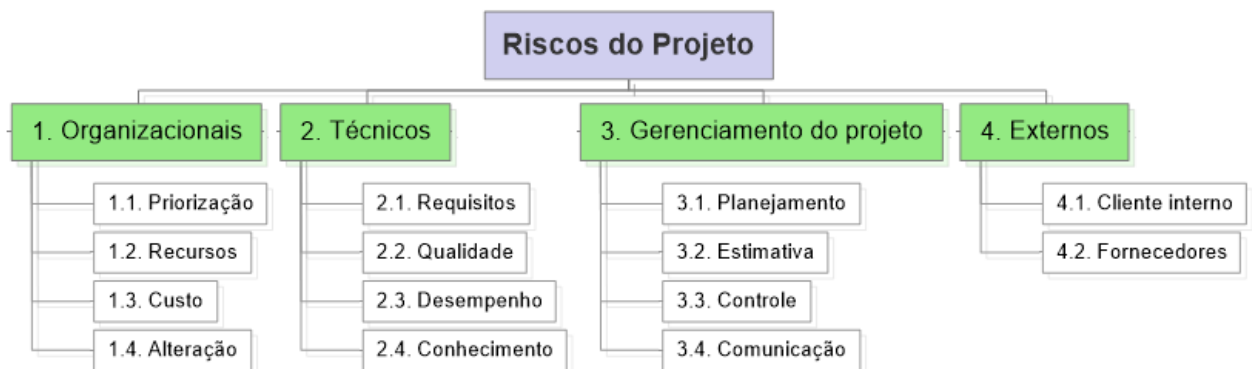 Riscos do Projeto
1. Organizacionais
1.1. Priorização
1.2. Recursos
1.3. Custo
1.4. Alteração
2. Técnicos
2.1. Requisitos
2.2. Qualidade
2.3. Desempenho
2.4. Conhecimento
3. Gerenciamento do projeto
3.1. Planejamento
3.2. Estimativa
3.3. Controle
3.4. Comunicação
4. Externos
4.1. Cliente interno
4.2. Fornecedores